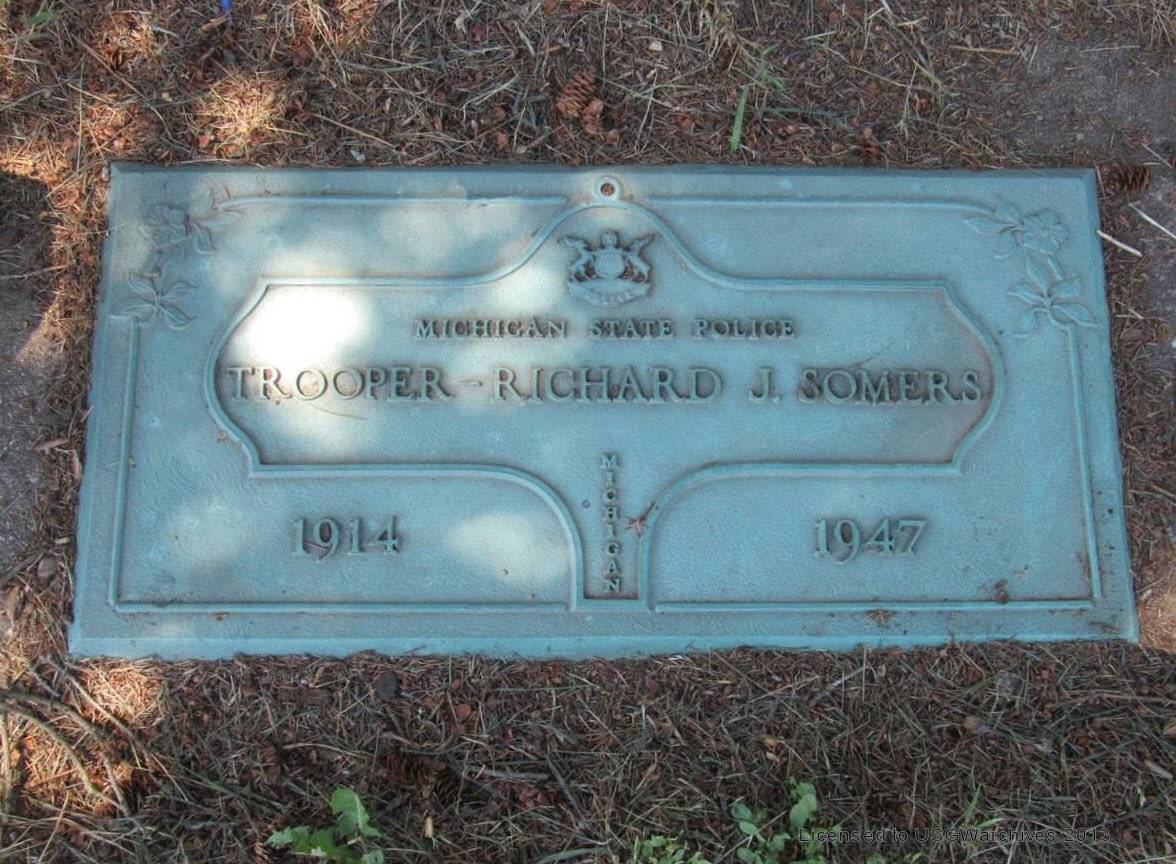 MICHIGAN STATE POLICE
TROOPER-RICHARD J. SOMERS
MICHIGAN
1914 1947
Licensed to USGWarchives 2013